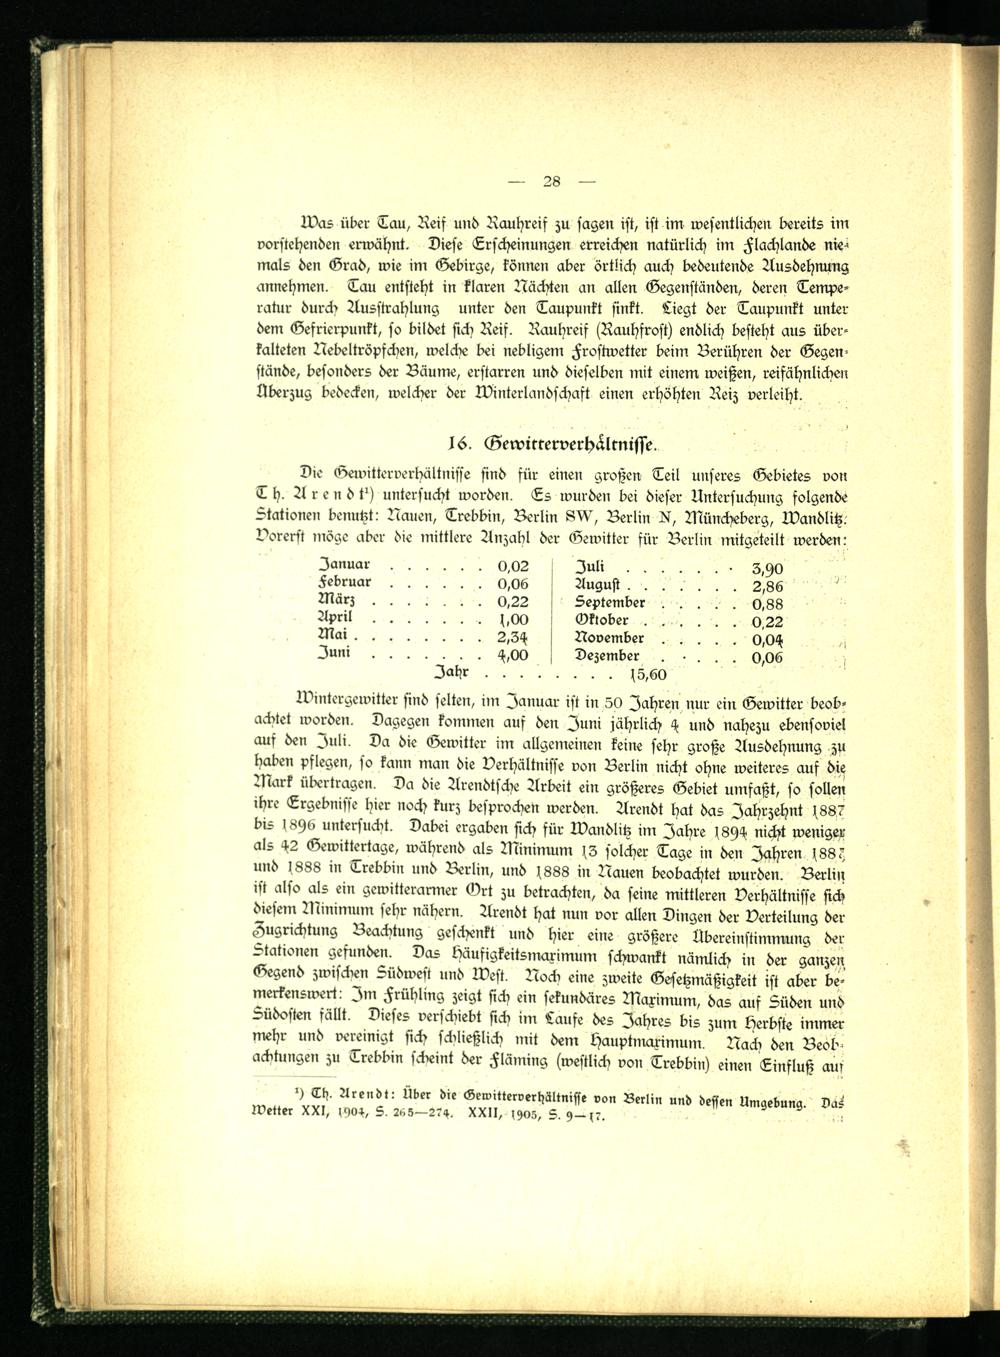 — 28 —
Was über Tau, Reif und Rauhreif zu sagen ist, ist im wesentlichen bereits im
vorstehenden erwähnt. Diese Erscheinungen erreichen natürlich im Flachlande nie-
mals den Grad, wie im Gebirge, können aber örtlich auch bedeutende Ausdehnung
annehmen. Tau entsteht in klaren Nächten an allen Gegenständen, deren Tempe-
ratur durch Ausstrahlung unter den Taupunkt sinkt. Liegt der Taupunkt unter
dem Gefrierpunkt, so bildet sich Reif. Rauhreif (Rauhfrost) endlich besteht aus über-
kalteten Nebeltröpfchen, welche bei nebligem Frostwetter beim Berühren der Gegen-
stände, besonders der Bäume, erstarren und dieselben mit einem weißen, reifähnlichen
Überzug bedecken, welcher der Winterlandschaft einen erhöhten Reiz verleiht.
16. Gewitterverhältnisse.
Die Gewitterverhältnisse sind für einen großen Teil unseres Gebietes von
Th. Arendt¹) untersucht worden. Es wurden bei dieser Untersuchung folgende
Stationen benutzt: Nauen, Trebbin, Berlin SW, Berlin N, Müncheberg, Wandlitz.
Vorerst möge aber die mittlere Anzahl der Gewitter für Berlin mitgeteilt werden:
Januar . . . . . . 0,02 | Juli . . . . . . . 3,90
Februar . . . . . . 0,06 | August . . . . . . 2,86
März . . . . . . . 0,22 | September . . . . . 0,88
April . . . . . . . 1,00 | Oktober . . . . . . 0,22
Mai . . . . . . . . 2,34 | November . . . . . 0,04
Juni . . . . . . . 4,00 | Dezember . . . . . 0,06
Jahr . . . . . . . . 15,60
Wintergewitter sind selten, im Januar ist in 50 Jahren nur ein Gewitter beob-
achtet worden. Dagegen kommen auf den Juni jährlich 4 und nahezu ebensoviel
auf den Juli. Da die Gewitter im allgemeinen keine sehr große Ausdehnung zu
haben pflegen, so kann man die Verhältnisse von Berlin nicht ohne weiteres auf die
Mark übertragen. Da die Arendtsche Arbeit ein größeres Gebiet umfaßt, so sollen
ihre Ergebnisse hier noch kurz besprochen werden. Arendt hat das Jahrzehnt 1887
bis 1896 untersucht. Dabei ergaben sich für Wandlitz im Jahre 1894 nicht weniger
als 42 Gewittertage, während als Minimum 13 solcher Tage in den Jahren 1887
und 1888 in Trebbin und Berlin, und 1888 in Nauen beobachtet wurden. Berlin
ist also als ein gewitterarmer Ort zu betrachten, da seine mittleren Verhältnisse sich
diesem Minimum sehr nähern. Arendt hat nun vor allen Dingen der Verteilung der
Zugrichtung Beachtung geschenkt und hier eine größere Übereinstimmung der
Stationen gefunden. Das Häufigkeitsmaximum schwankt nämlich in der ganzen
Gegend zwischen Südwest und West. Noch eine zweite Gesetzmäßigkeit ist aber be-
merkenswert: Im Frühling zeigt sich ein sekundäres Maximum, das auf Süden und
Südosten fällt. Dieses verschiebt sich im Laufe des Jahres bis zum Herbste immer
mehr und vereinigt sich schließlich mit dem Hauptmaximum. Nach den Beob-
achtungen zu Trebbin scheint der Fläming (westlich von Trebbin) einen Einfluß auf
¹) Th. Arendt: Über die Gewitterverhältnisse von Berlin und dessen Umgebung. Das
Wetter XXI, 1904, S. 265—274. XXII, 1905, S. 9—17.